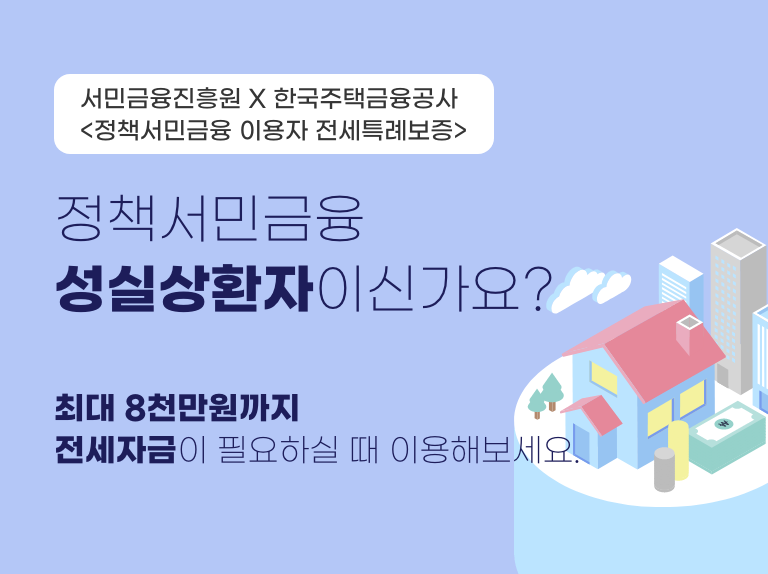 서민금융진흥원 X 한국주택금융공사
<정책서민금융 이용자 전세특례보증>
정책서민금융
성실상환자이신가요?
최대 8천만원까지
전세자금이 필요하실 때 이용해보세요.
₩